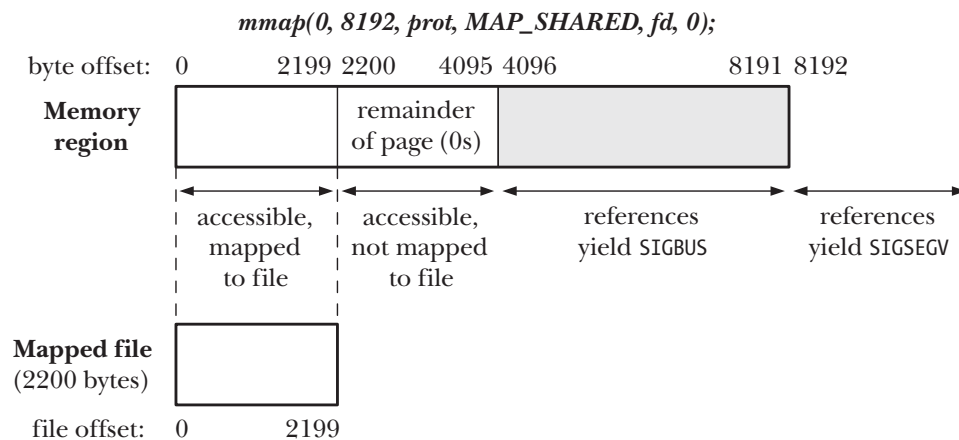 mmap(0, 8192, prot, MAP_SHARED, fd, 0);
byte offset: 0 2199 2200 4095 4096 8191 8192
Memory region
remainder of page (0s)
accessible, mapped to file
accessible, not mapped to file
references yield SIGBUS
references yield SIGSEGV
Mapped file (2200 bytes)
file offset: 0 2199